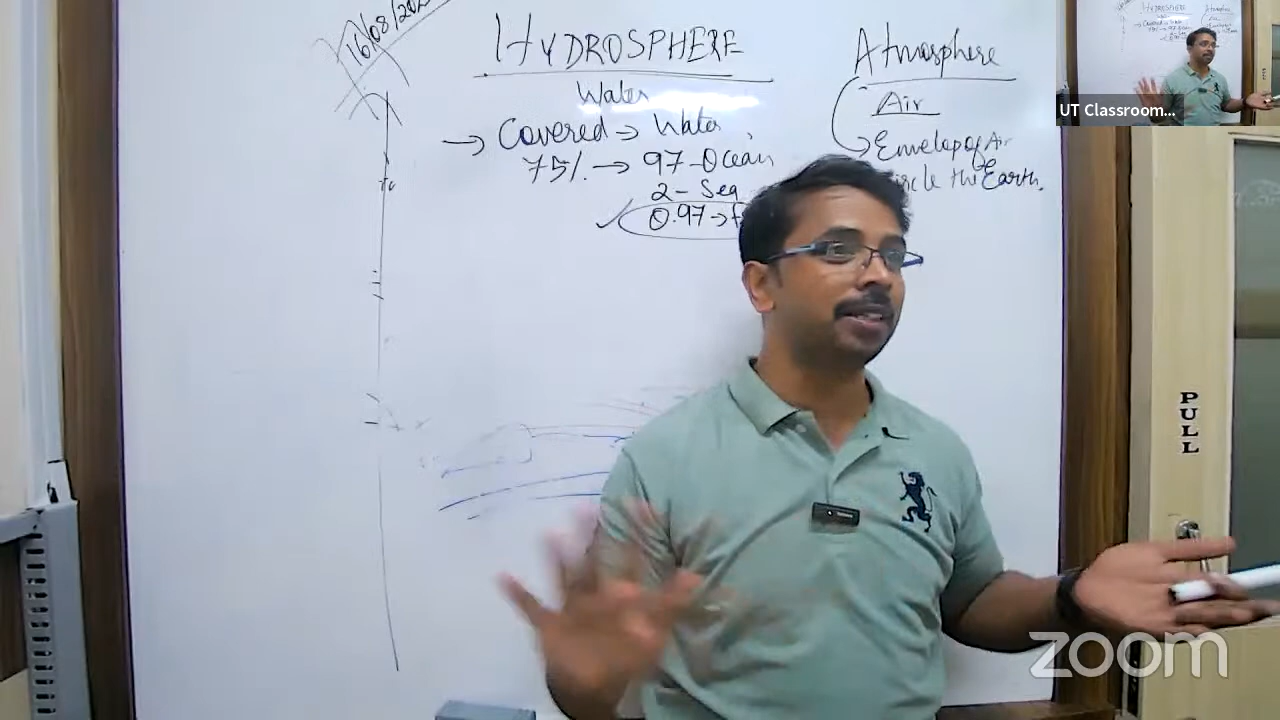 16/08/202
HYDROSPHERE
Water
→ Covered → Water
75% → 97 - Ocean
2 - Sea
✓ 0.97 →
Atmosphere
Air
→ Envelop of Air
circle the Earth.
UT Classroom...
PULL
zoom